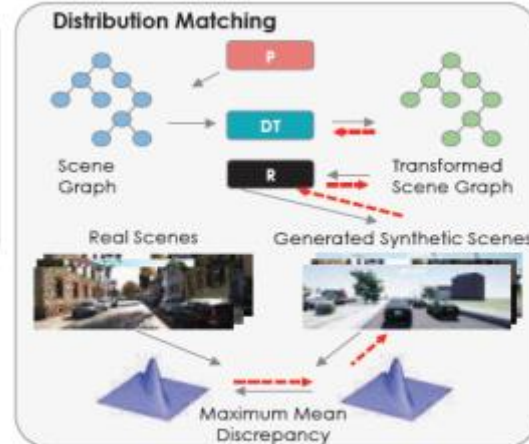 Distribution Matching
P
DT
R
Scene
Graph
Transformed
Scene Graph
Real Scenes
Generated Synthetic Scenes
Maximum Mean
Discrepancy